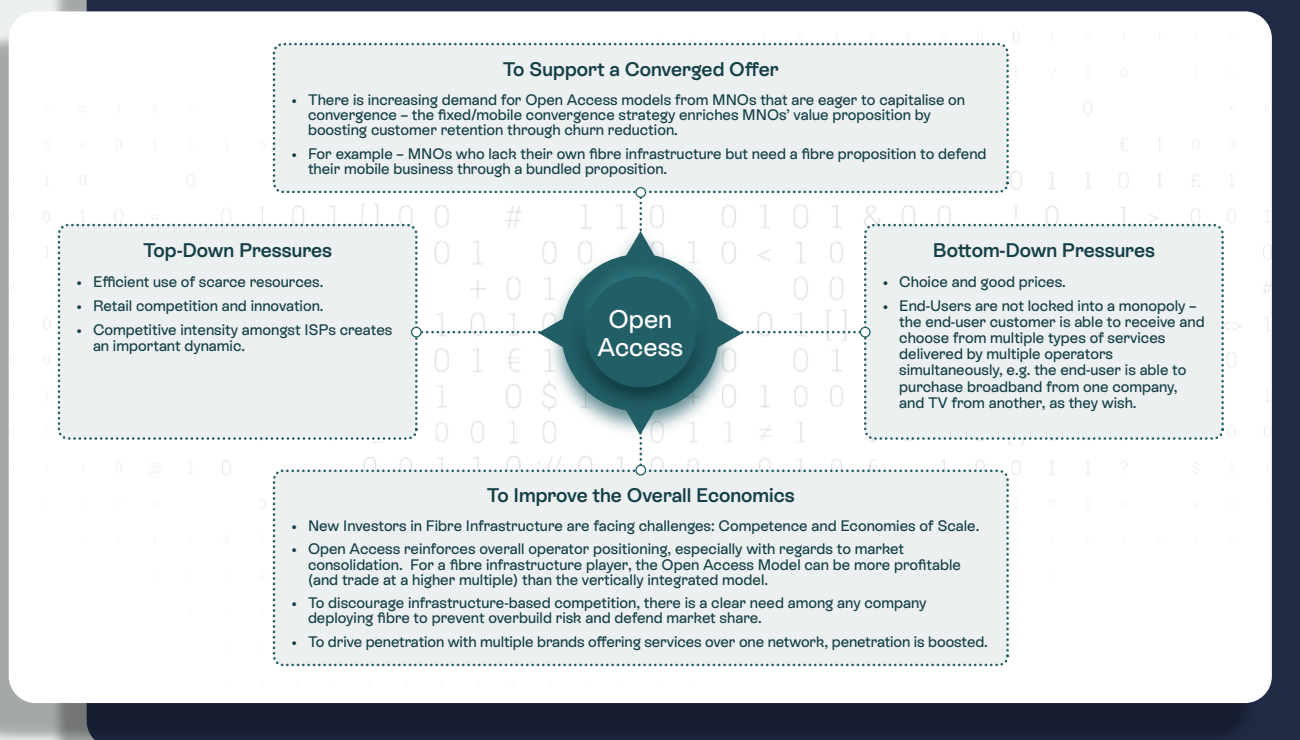 To Support a Converged Offer
• There is increasing demand for Open Access models from MNOs that are eager to capitalise on
convergence – the fixed/mobile convergence strategy enriches MNOs’ value proposition by
boosting customer retention through churn reduction.
• For example – MNOs who lack their own fibre infrastructure but need a fibre proposition to defend
their mobile business through a bundled proposition.
Top-Down Pressures
• Efficient use of scarce resources.
• Retail competition and innovation.
• Competitive intensity amongst ISPs creates
an important dynamic.
Open
Access
Bottom-Down Pressures
• Choice and good prices.
• End-Users are not locked into a monopoly –
the end-user customer is able to receive and
choose from multiple types of services
delivered by multiple operators
simultaneously, e.g. the end-user is able to
purchase broadband from one company,
and TV from another, as they wish.
To Improve the Overall Economics
• New Investors in Fibre Infrastructure are facing challenges: Competence and Economies of Scale.
• Open Access reinforces overall operator positioning, especially with regards to market
consolidation.  For a fibre infrastructure player, the Open Access Model can be more profitable
(and trade at a higher multiple) than the vertically integrated model.
• To discourage infrastructure-based competition, there is a clear need among any company
deploying fibre to prevent overbuild risk and defend market share.
• To drive penetration with multiple brands offering services over one network, penetration is boosted.